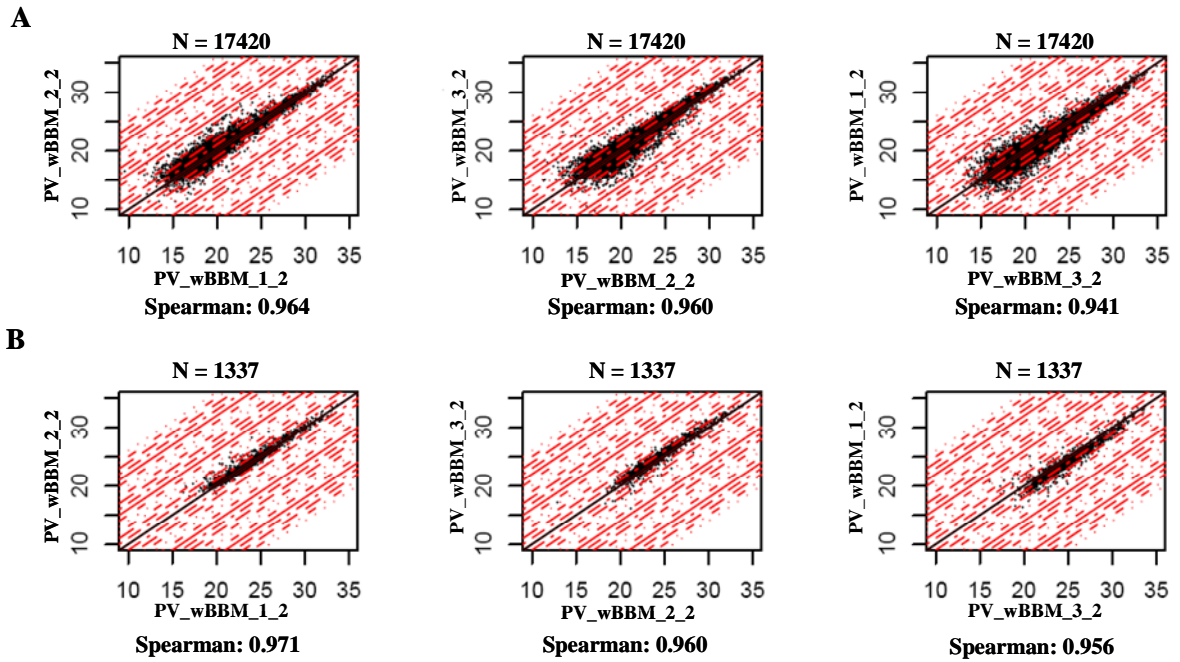 A
N = 17420
PV_wBBM_2_2
30
20
10
10 15 20 25 30 35
PV_wBBM_1_2
Spearman: 0.964
N = 17420
PV_wBBM_3_2
30
20
10
10 15 20 25 30 35
PV_wBBM_2_2
Spearman: 0.960
N = 17420
PV_wBBM_1_2
30
20
10
10 15 20 25 30 35
PV_wBBM_3_2
Spearman: 0.941
B
N = 1337
PV_wBBM_2_2
30
20
10
10 15 20 25 30 35
PV_wBBM_1_2
Spearman: 0.971
N = 1337
PV_wBBM_3_2
30
20
10
10 15 20 25 30 35
PV_wBBM_2_2
Spearman: 0.960
N = 1337
PV_wBBM_1_2
30
20
10
10 15 20 25 30 35
PV_wBBM_3_2
Spearman: 0.956